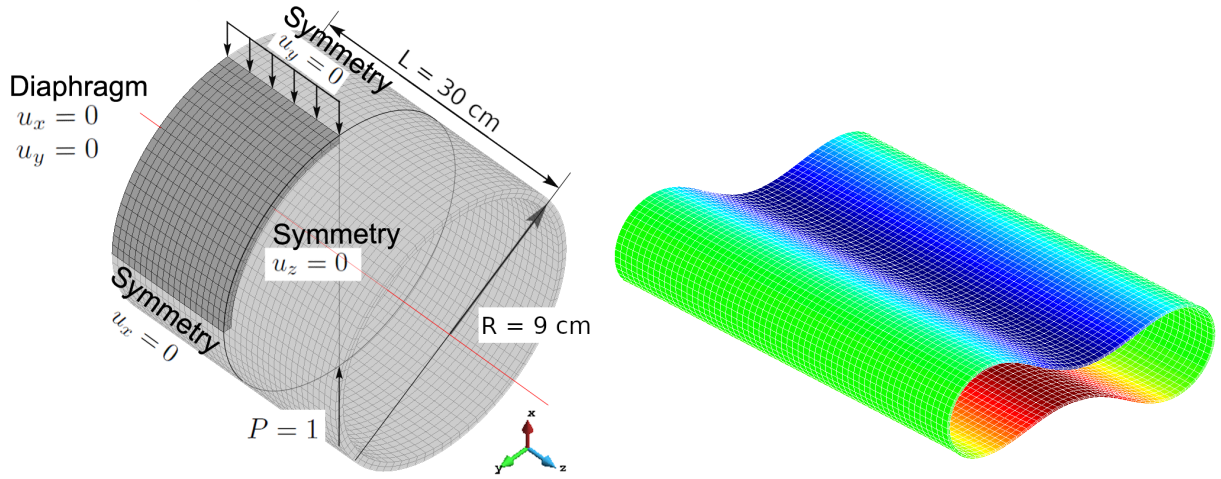 Symmetry
u_y = 0
L = 30 cm
Diaphragm
u_x = 0
u_y = 0
Symmetry
u_z = 0
Symmetry
u_x = 0
R = 9 cm
P = 1
x
y
z